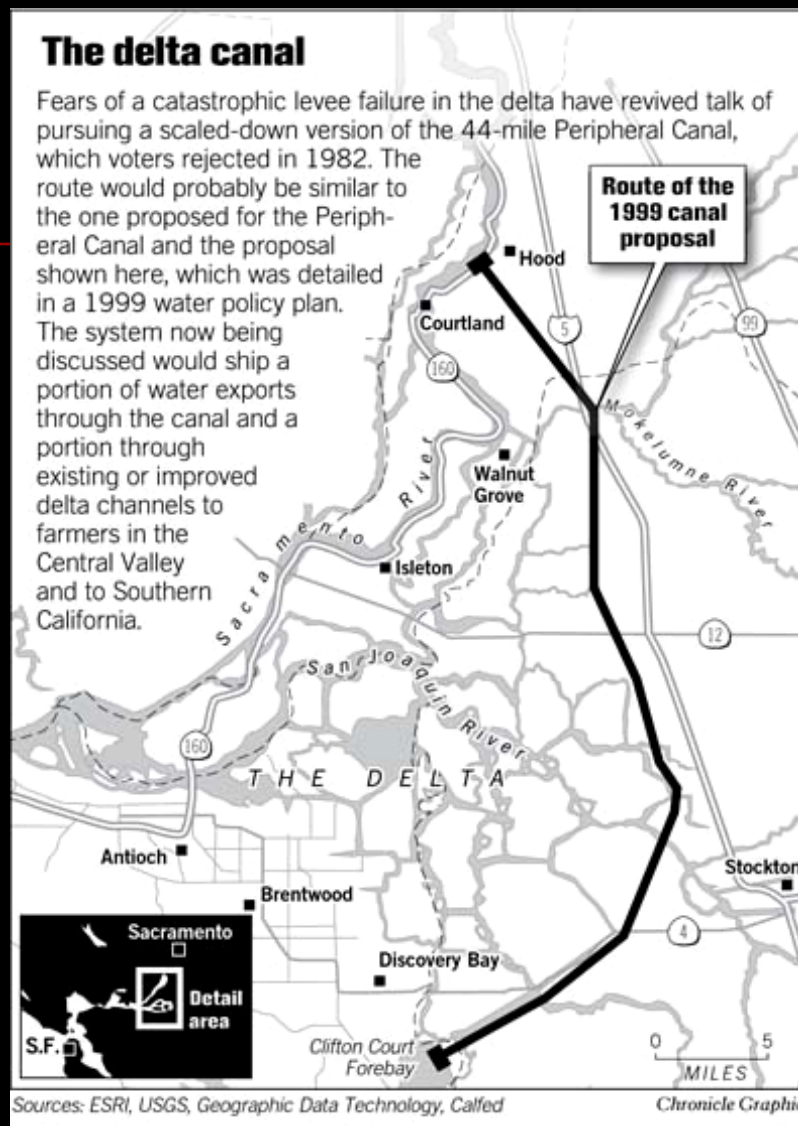 The delta canal
Fears of a catastrophic levee failure in the delta have revived talk of
pursuing a scaled-down version of the 44-mile Peripheral Canal,
which voters rejected in 1982. The
route would probably be similar to
the one proposed for the Periph-
eral Canal and the proposal
shown here, which was detailed
in a 1999 water policy plan.
The system now being
discussed would ship a
portion of water exports
through the canal and a
portion through
existing or improved
delta channels to
farmers in the
Central Valley
and to Southern
California.
Route of the
1999 canal
proposal
Hood
Courtland
5
99
160
Mokelumne River
Walnut
Grove
Sacramento River
Isleton
12
San Joaquin River
160
THE DELTA
Antioch
Stockton
Brentwood
4
Discovery Bay
Sacramento
Detail
area
S.F.
Clifton Court
Forebay
0 5
MILES
Sources: ESRI, USGS, Geographic Data Technology, Calfed
Chronicle Graphic